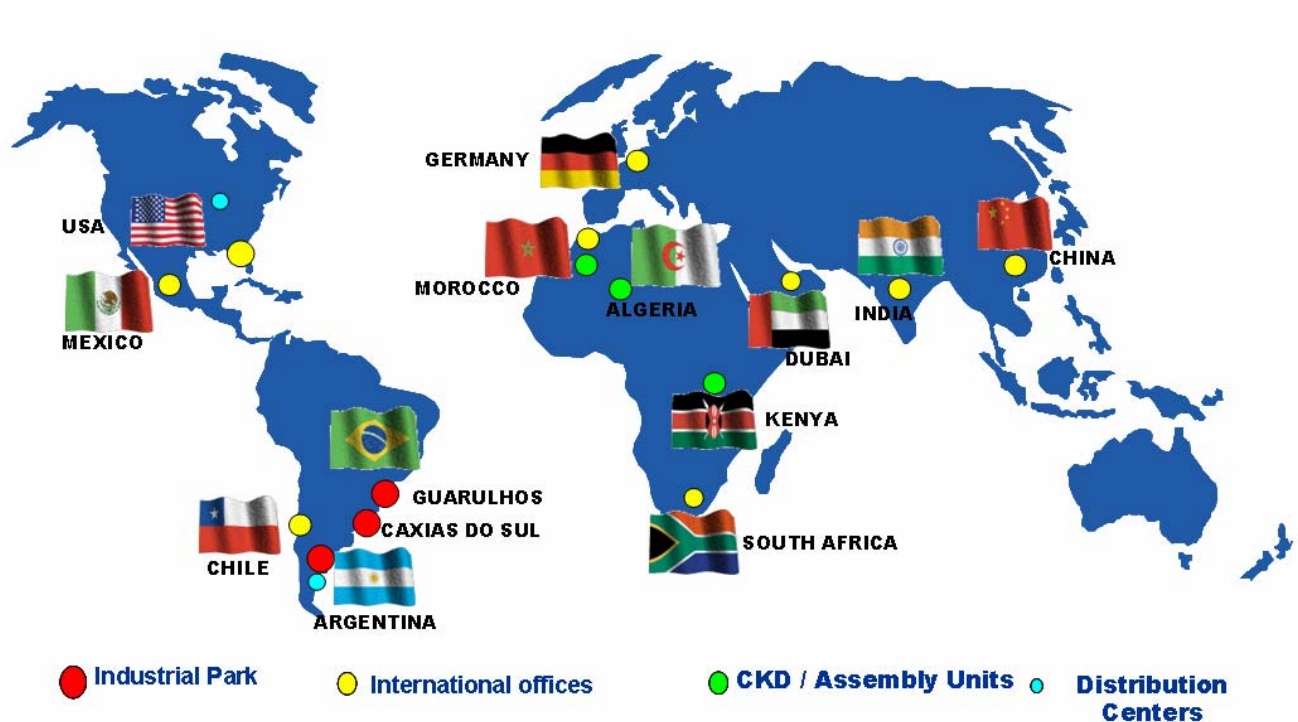 GERMANY
USA
CHINA
MOROCCO
ALGERIA
INDIA
MEXICO
DUBAI
KENYA
GUARULHOS
CAXIAS DO SUL
SOUTH AFRICA
CHILE
ARGENTINA
Industrial Park
International offices
CKD / Assembly Units
Distribution
Centers